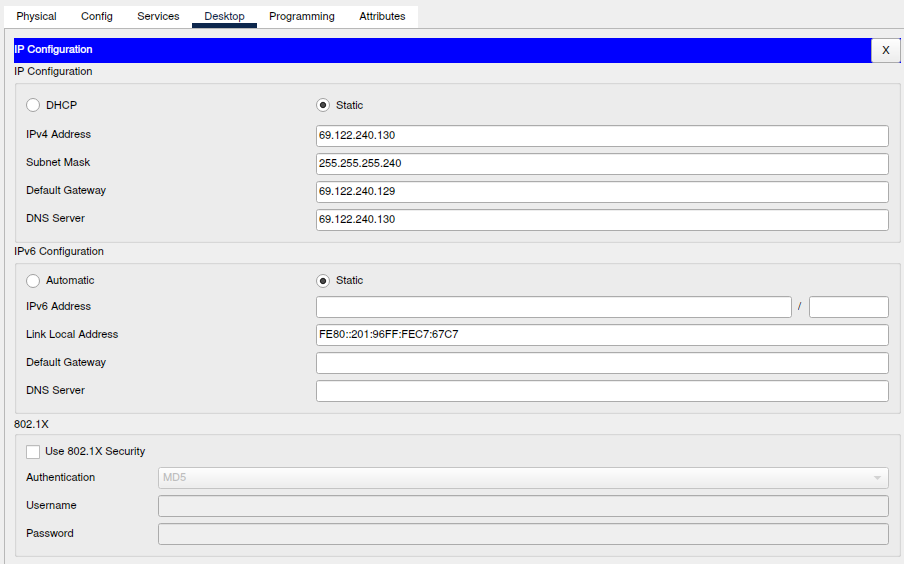 Physical Config Services Desktop Programming Attributes
IP Configuration X
IP Configuration
DHCP Static
IPv4 Address 69.122.240.130
Subnet Mask 255.255.255.240
Default Gateway 69.122.240.129
DNS Server 69.122.240.130
IPv6 Configuration
Automatic Static
IPv6 Address /
Link Local Address FE80::201:96FF:FEC7:67C7
Default Gateway
DNS Server
802.1X
Use 802.1X Security
Authentication MD5
Username
Password